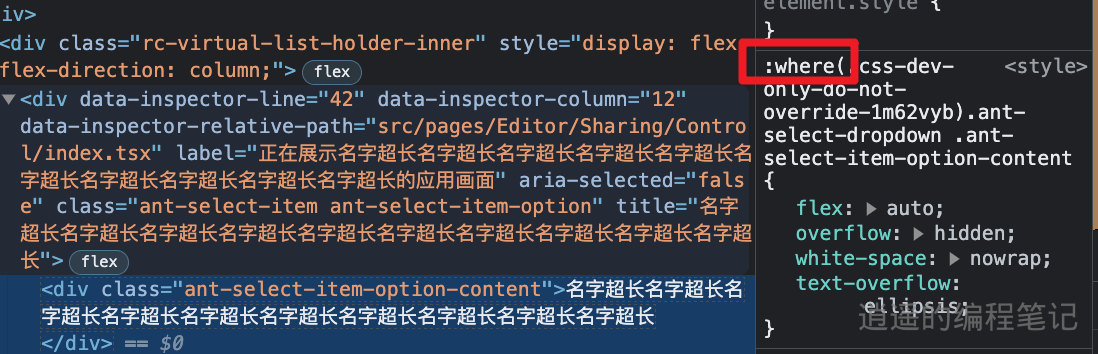 iv>
<div class="rc-virtual-list-holder-inner" style="display: flex
flex-direction: column;"> flex
▼<div data-inspector-line="42" data-inspector-column="12"
data-inspector-relative-path="src/pages/Editor/Sharing/Contro
l/index.tsx" label="正在展示名字超长名字超长名字超长名字超长名字超长名
字超长名字超长名字超长名字超长名字超长的应用画面" aria-selected="fals
e" class="ant-select-item ant-select-item-option" title="名字
超长名字超长名字超长名字超长名字超长名字超长名字超长名字超长名字超
长"> flex
<div class="ant-select-item-option-content">名字超长名字超长名
字超长名字超长名字超长名字超长名字超长名字超长名字超长名字超长
</div> == $0
element.style {
}
:where(.css-dev- <style>
only-do-not-
override-1m62vyb).ant-
select-dropdown .ant-
select-item-option-content
{
flex: ▶ auto;
overflow: ▶ hidden;
white-space: ▶ nowrap;
text-overflow:
ellipsis;
}
逍遥的编程笔记